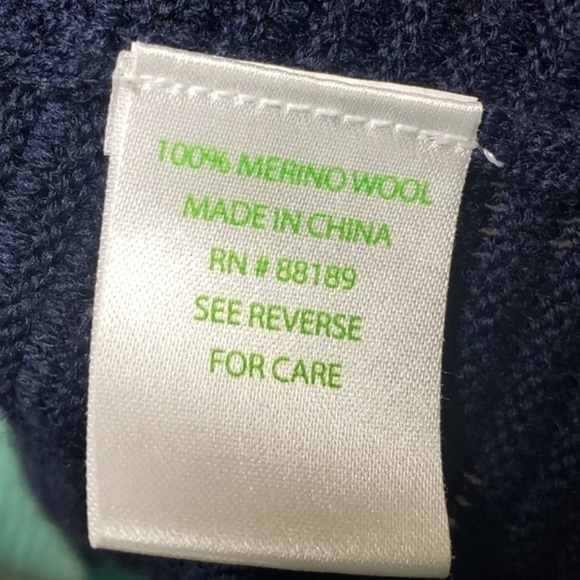 100% MERINO WOOL
MADE IN CHINA
RN # 88189
SEE REVERSE
FOR CARE